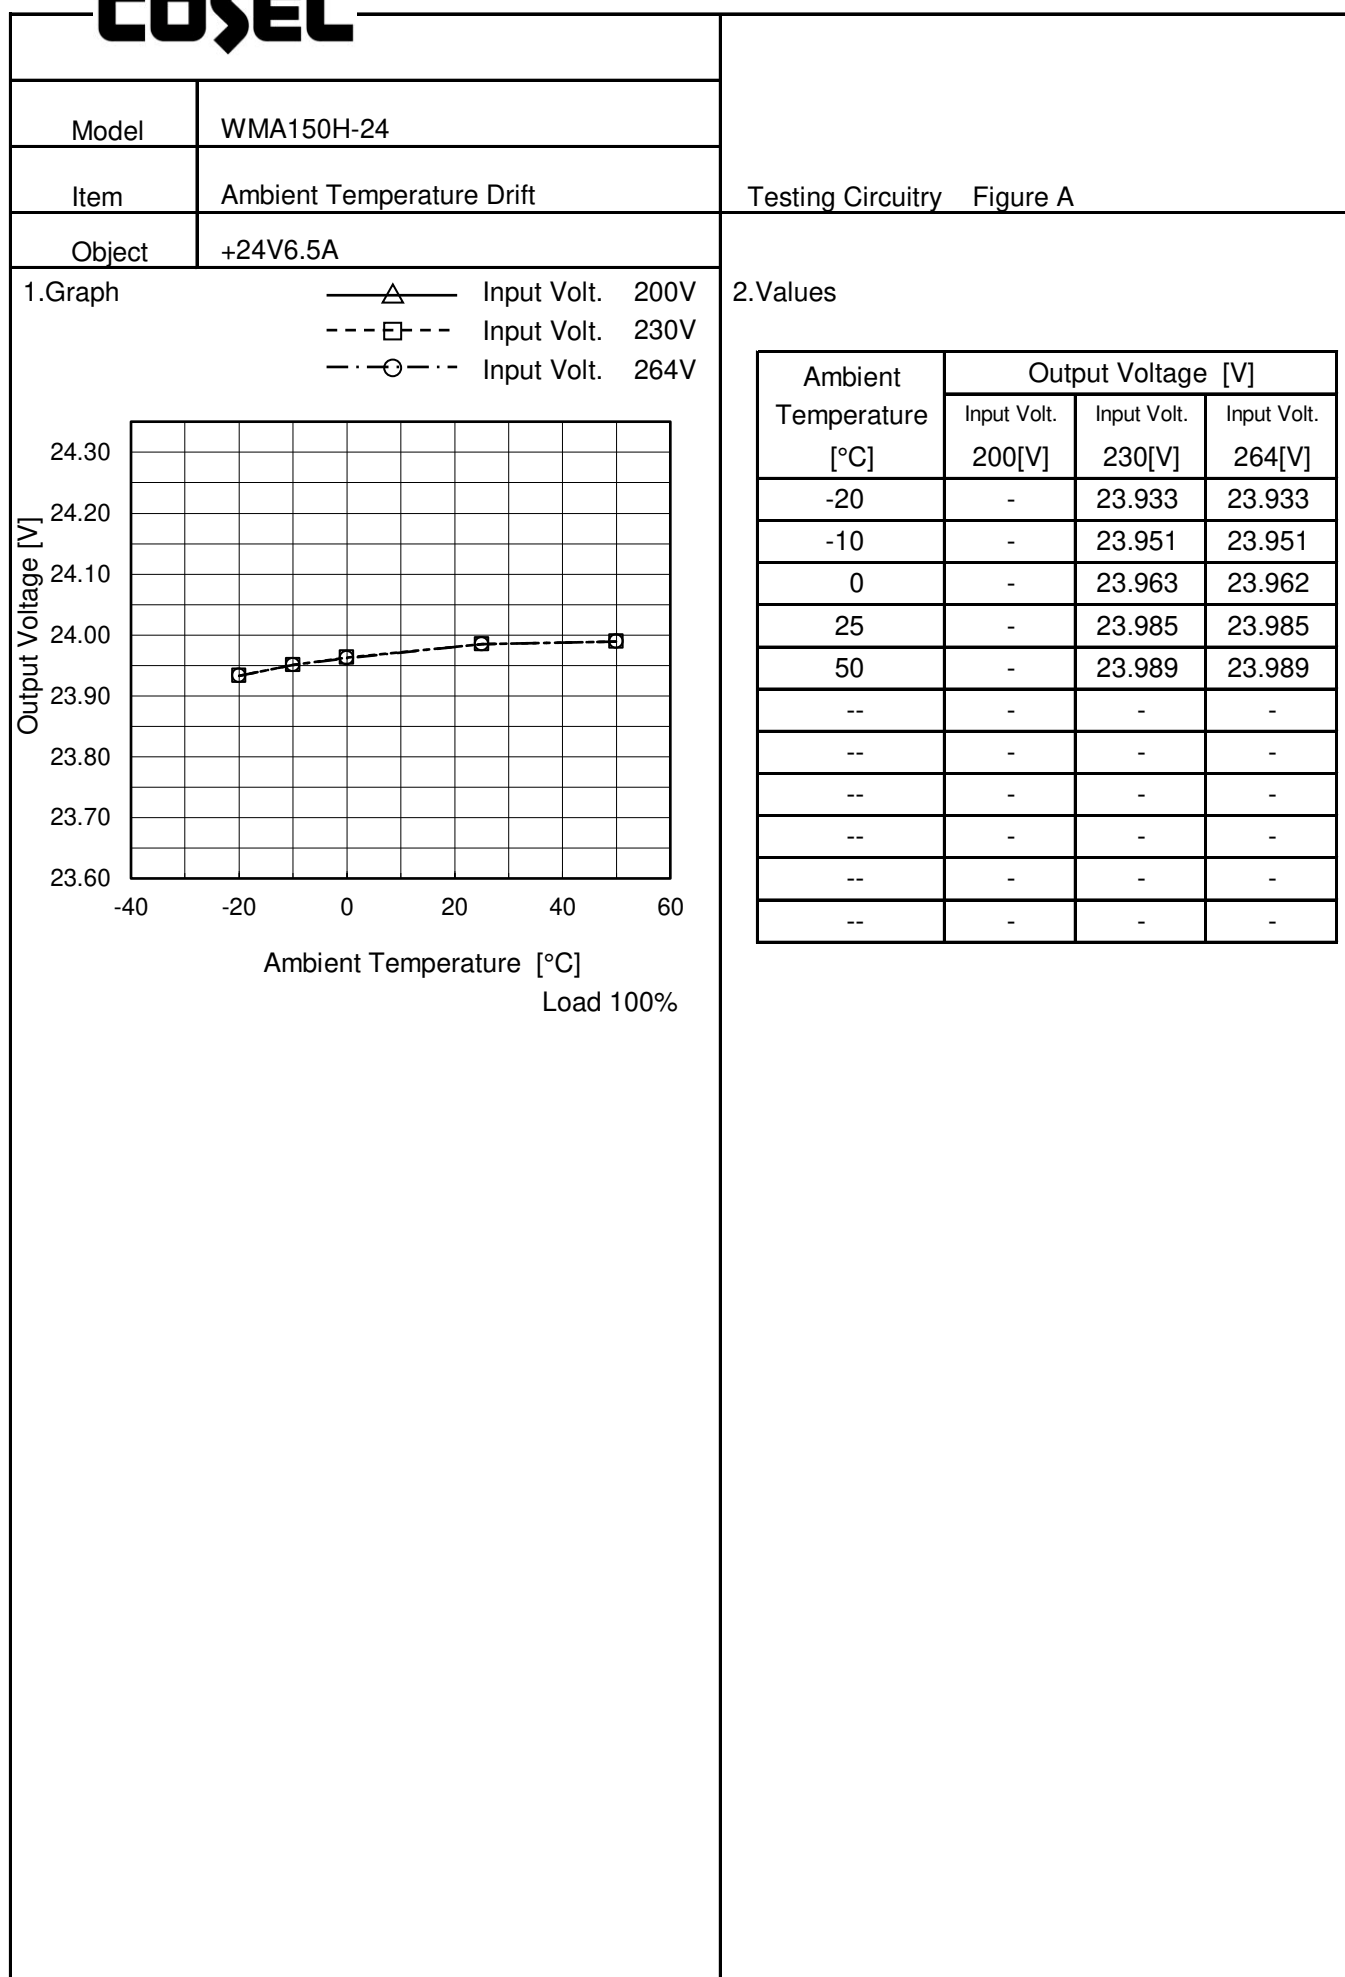 COSEL
Model WMA150H-24
Item Ambient Temperature Drift Testing Circuitry Figure A
Object +24V6.5A
1.Graph
Input Volt. 200V
Input Volt. 230V
Input Volt. 264V
24.30
24.20
24.10
24.00
23.90
23.80
23.70
23.60
Output Voltage [V]
-40 -20 0 20 40 60
Ambient Temperature [°C]
Load 100%
2.Values
Ambient Output Voltage [V]
Temperature Input Volt. Input Volt. Input Volt.
[°C] 200[V] 230[V] 264[V]
-20 - 23.933 23.933
-10 - 23.951 23.951
0 - 23.963 23.962
25 - 23.985 23.985
50 - 23.989 23.989
-- - - -
-- - - -
-- - - -
-- - - -
-- - - -
-- - - -